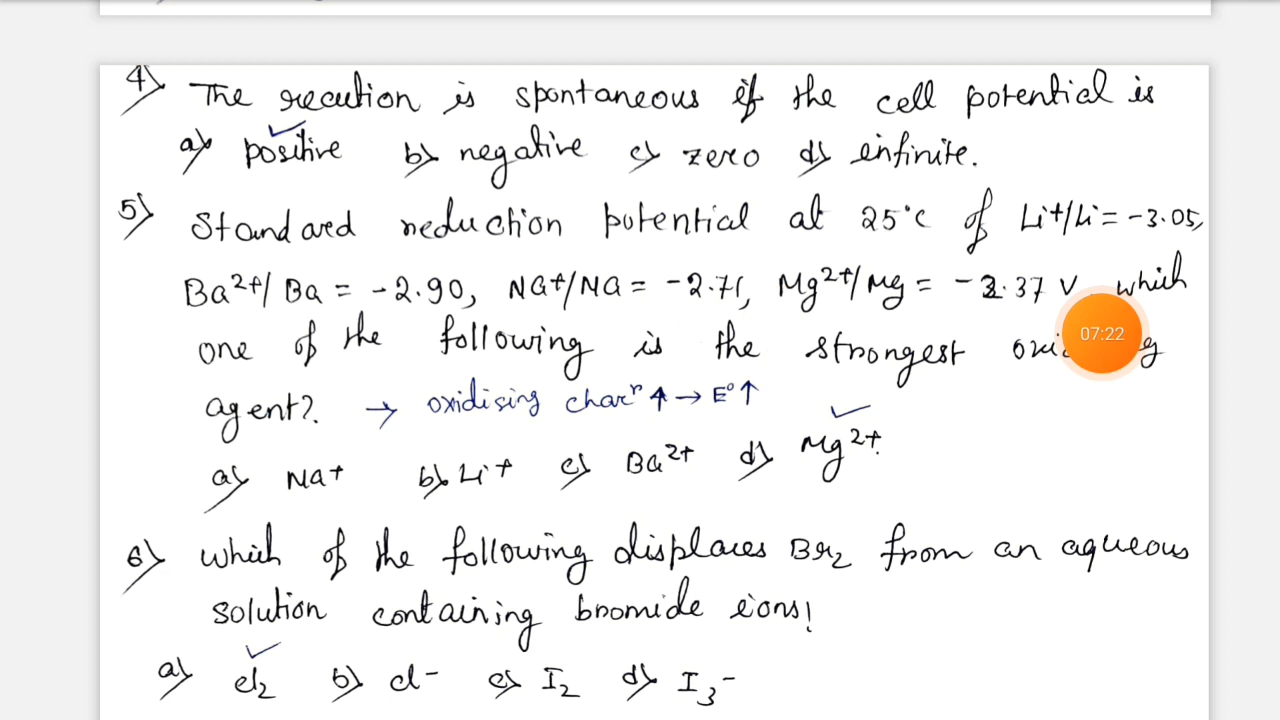 4) The recution is spontaneous if the cell potential is
a) positive b) negative c) zero d) infinite.
5) Standard reduction potential at 25°c of Li+/Li = -3.05,
Ba2+/Ba = -2.90, Na+/Na = -2.71, Mg2+/Mg = -2.37 V which
one of the following is the strongest
07:22
agent? → oxidising charⁿ ↑ → E° ↑
a) Na+ b) Li+ c) Ba2+ d) Mg2+.
6) which of the following displaces Br2 from an aqueous
solution containing bromide ions!
a) cl2 b) cl- c) I2 d) I3-